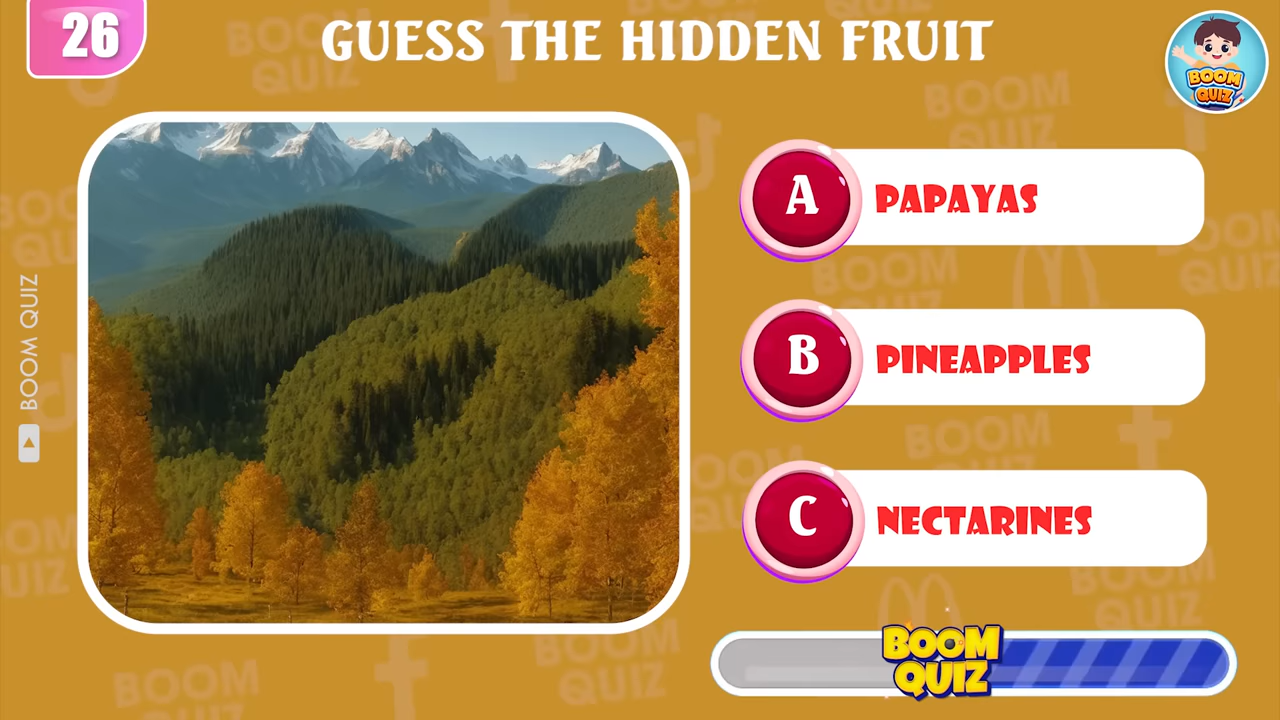 26
GUESS THE HIDDEN FRUIT
BOOM
QUIZ
A
PAPAYAS
B
PINEAPPLES
C
NECTARINES
BOOM QUIZ
BOOM
QUIZ